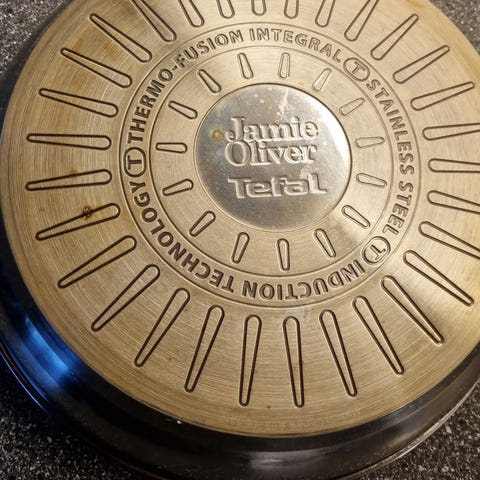 Jamie
Oliver
Tefal
THERMO-FUSION INTEGRAL T STAINLESS STEEL T INDUCTION TECHNOLOGY T